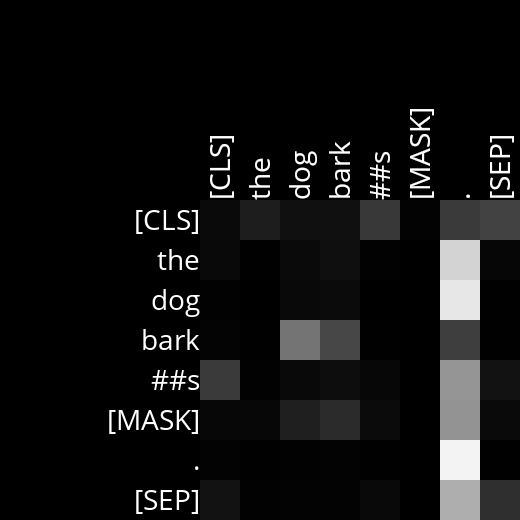 [CLS] the dog bark ##s [MASK] . [SEP]
[CLS]
the
dog
bark
##s
[MASK]
.
[SEP]